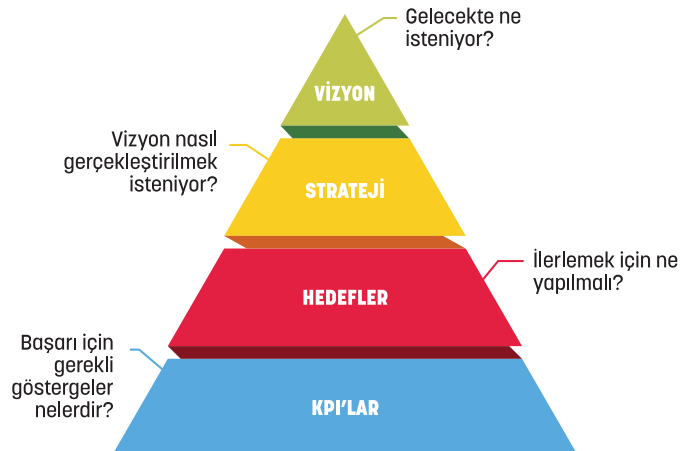 Gelecekte ne
isteniyor?
VİZYON
Vizyon nasıl
gerçekleştirilmek
isteniyor?
STRATEJİ
İlerlemek için ne
yapılmalı?
HEDEFLER
Başarı için
gerekli
göstergeler
nelerdir?
KPI'LAR